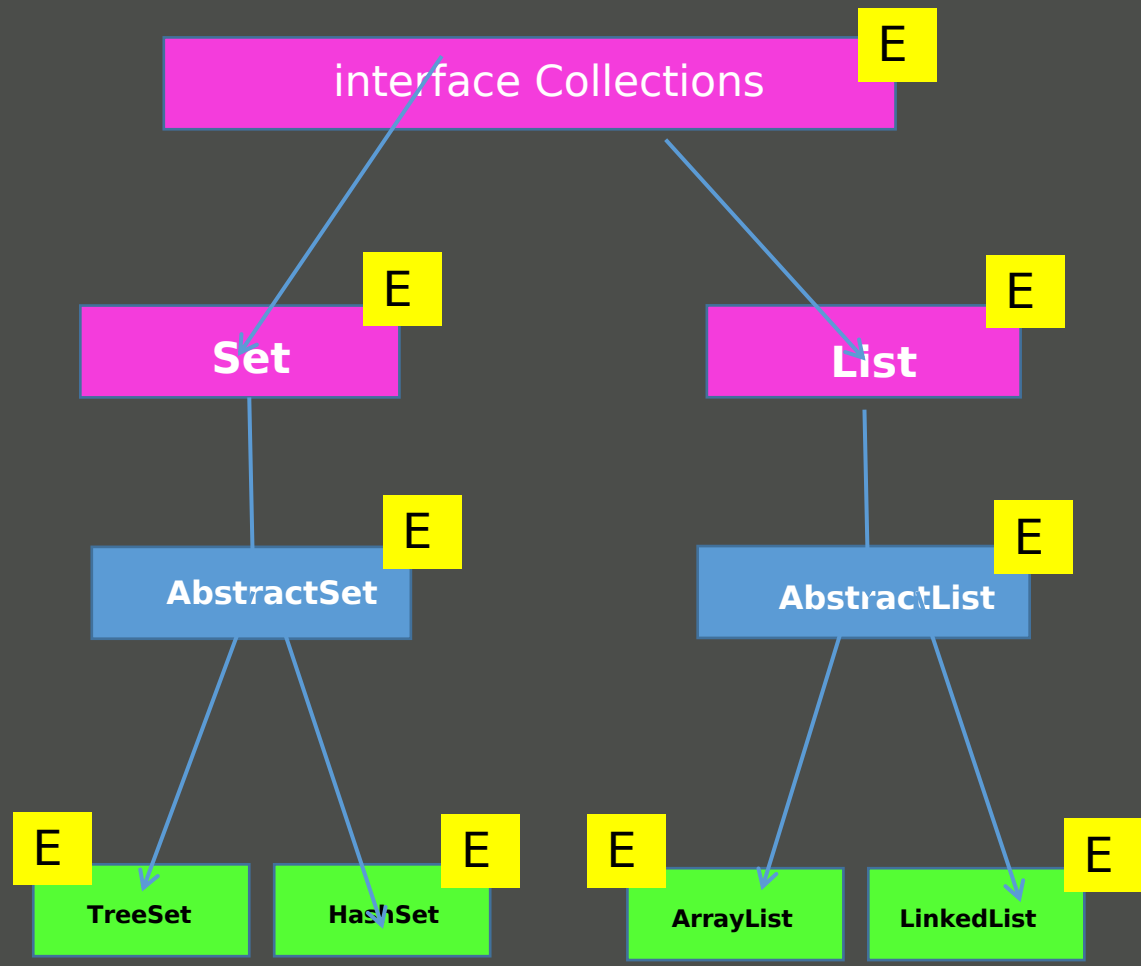 E
interface Collections
E
E
Set
List
E
E
AbstractSet
AbstractList
E
E
E
E
TreeSet
HashSet
ArrayList
LinkedList